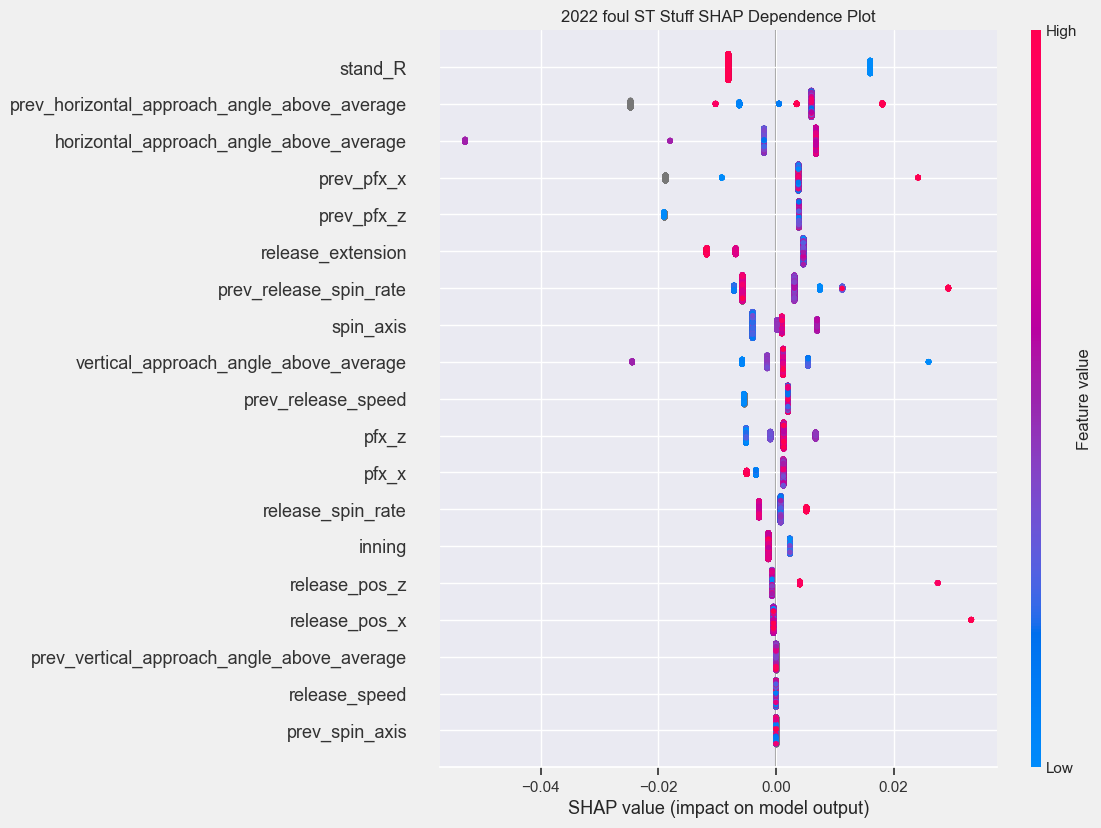 2022 foul ST Stuff SHAP Dependence Plot
High
stand_R
prev_horizontal_approach_angle_above_average
horizontal_approach_angle_above_average
prev_pfx_x
prev_pfx_z
release_extension
prev_release_spin_rate
spin_axis
vertical_approach_angle_above_average
prev_release_speed
pfx_z
pfx_x
release_spin_rate
inning
release_pos_z
release_pos_x
prev_vertical_approach_angle_above_average
release_speed
prev_spin_axis
Feature value
Low
−0.04 −0.02 0.00 0.02
SHAP value (impact on model output)